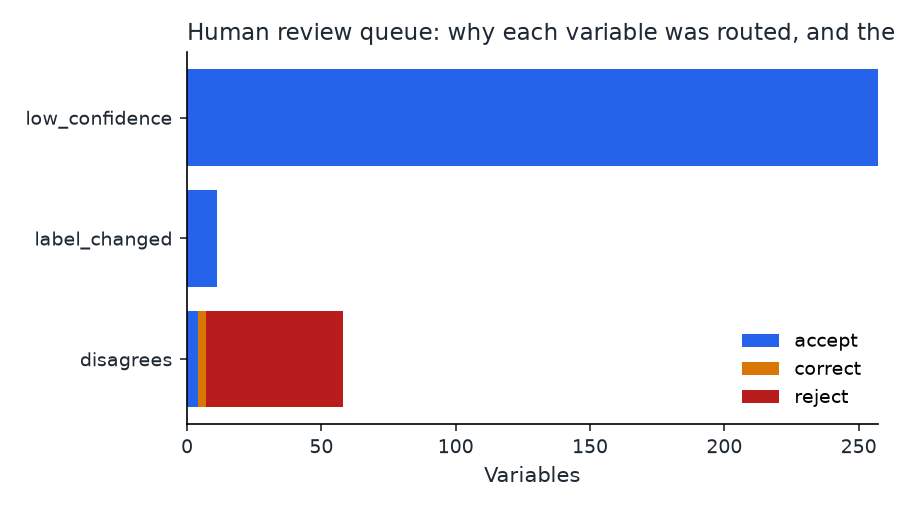 Human review queue: why each variable was routed, and the
low_confidence
label_changed
disagrees
accept
correct
reject
0 50 100 150 200 250
Variables